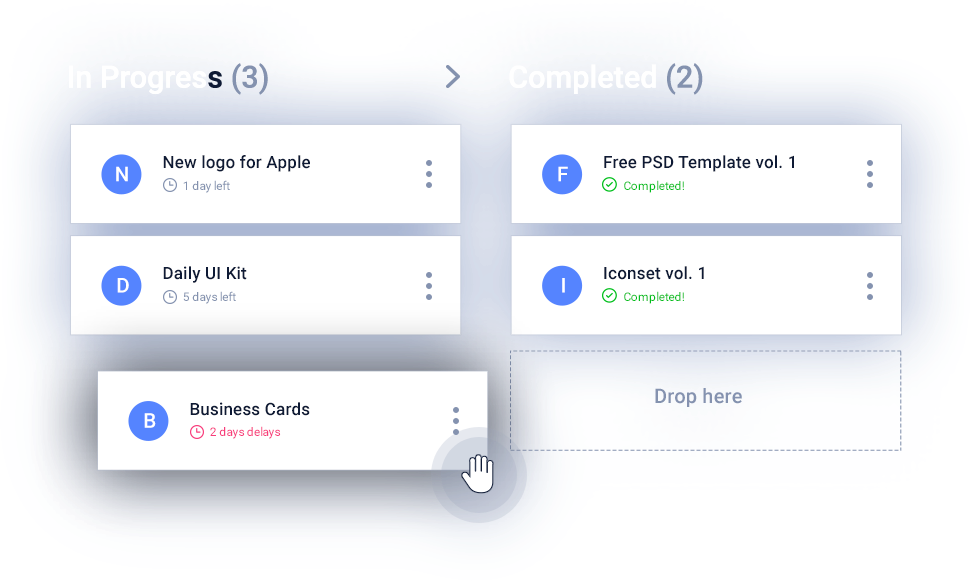 In Progress (3)
N
New logo for Apple
1 day left
D
Daily UI Kit
5 days left
B
Business Cards
2 days delays
Completed (2)
F
Free PSD Template vol. 1
Completed!
I
Iconset vol. 1
Completed!
Drop here